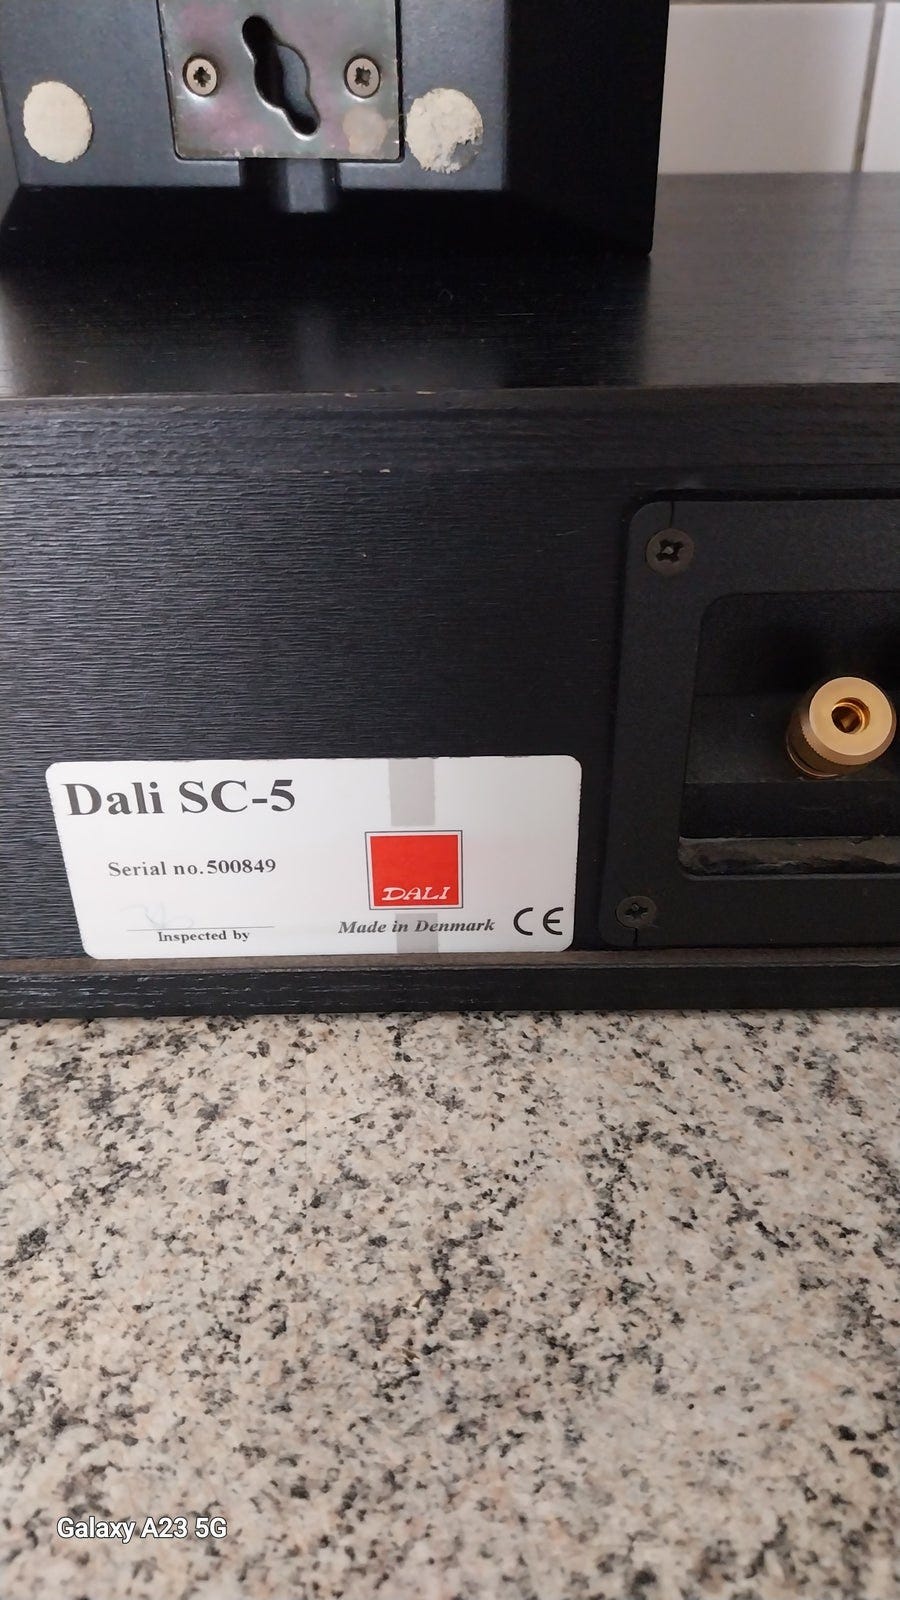 Dali SC-5
Serial no.500849
DALI
Inspected by
Made in Denmark CE
Galaxy A23 5G